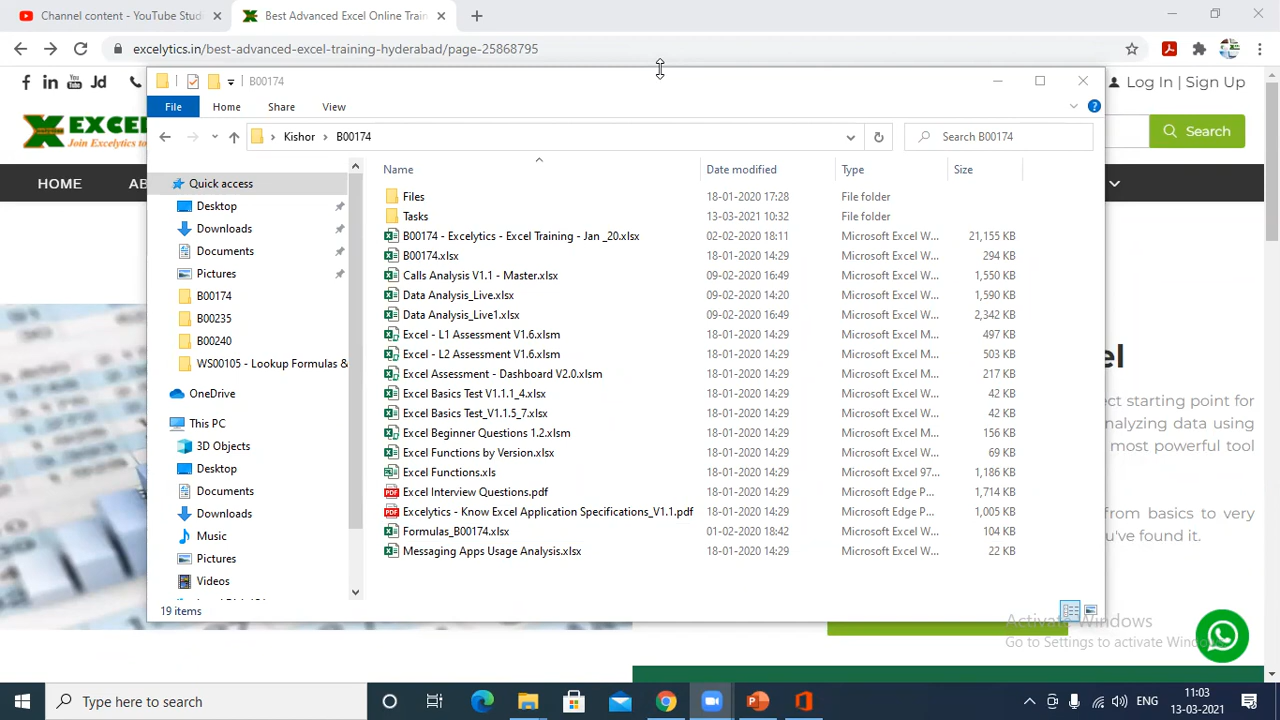 Channel content - YouTube Studi
Best Advanced Excel Online Train
excelytics.in/best-advanced-excel-training-hyderabad/page-25868795
B00174
Jd
Log In | Sign Up
File
Home
Share
View
EXCEL
Join Excelytics to
Kishor
B00174
Search B00174
Search
HOME
Name
Date modified
Type
Size
Quick access
Desktop
Downloads
Documents
Pictures
B00174
B00235
B00240
WS00105 - Lookup Formulas &
OneDrive
This PC
3D Objects
Desktop
Documents
Downloads
Music
Pictures
Videos
Files 18-01-2020 17:28 File folder
Tasks 13-03-2021 10:32 File folder
B00174 - Excelytics - Excel Training - Jan _20.xlsx 02-02-2020 18:11 Microsoft Excel W... 21,155 KB
B00174.xlsx 18-01-2020 14:29 Microsoft Excel W... 294 KB
Calls Analysis V1.1 - Master.xlsx 09-02-2020 16:49 Microsoft Excel W... 1,550 KB
Data Analysis_Live.xlsx 09-02-2020 14:20 Microsoft Excel W... 1,590 KB
Data Analysis_Live1.xlsx 09-02-2020 16:49 Microsoft Excel W... 2,342 KB
Excel - L1 Assessment V1.6.xlsm 18-01-2020 14:29 Microsoft Excel M... 497 KB
Excel - L2 Assessment V1.6.xlsm 18-01-2020 14:29 Microsoft Excel M... 503 KB
Excel Assessment - Dashboard V2.0.xlsm 18-01-2020 14:29 Microsoft Excel M... 217 KB
Excel Basics Test V1.1.1_4.xlsx 18-01-2020 14:29 Microsoft Excel W... 42 KB
Excel Basics Test_V1.1.5_7.xlsx 18-01-2020 14:29 Microsoft Excel W... 42 KB
Excel Beginner Questions 1.2.xlsm 18-01-2020 14:29 Microsoft Excel M... 156 KB
Excel Functions by Version.xlsx 18-01-2020 14:29 Microsoft Excel W... 69 KB
Excel Functions.xls 18-01-2020 14:29 Microsoft Excel 97... 1,186 KB
Excel Interview Questions.pdf 18-01-2020 14:29 Microsoft Edge P... 1,714 KB
Excelytics - Know Excel Application Specifications_V1.1.pdf 18-01-2020 14:29 Microsoft Edge P... 1,005 KB
Formulas_B00174.xlsx 01-02-2020 18:42 Microsoft Excel W... 104 KB
Messaging Apps Usage Analysis.xlsx 18-01-2020 14:29 Microsoft Excel W... 22 KB
19 items
starting point for
analyzing data using
most powerful tool
from basics to very
you've found it.
Activate Windows
Go to Settings to activate Windows.
Type here to search
ENG
11:03
13-03-2021